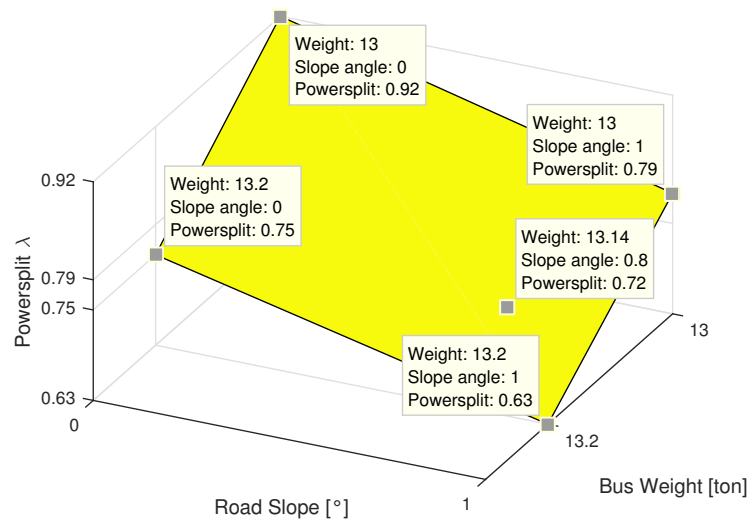 Weight: 13
Slope angle: 0
Powersplit: 0.92
Weight: 13
Slope angle: 1
Powersplit: 0.79
Weight: 13.2
Slope angle: 0
Powersplit: 0.75
Weight: 13.14
Slope angle: 0.8
Powersplit: 0.72
Weight: 13.2
Slope angle: 1
Powersplit: 0.63
Powersplit λ
0.92
0.79
0.75
0.63
0
1
Road Slope [°]
13
13.2
Bus Weight [ton]